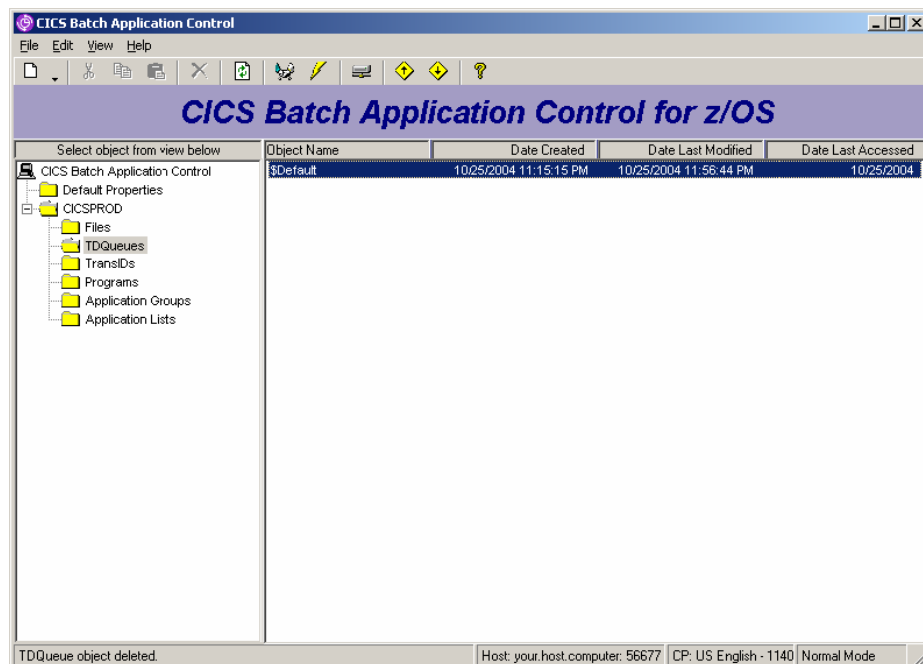 CICS Batch Application Control
File Edit View Help
CICS Batch Application Control for z/OS
Select object from view below
Object Name Date Created Date Last Modified Date Last Accessed
CICS Batch Application Control
Default Properties
CICSPROD
Files
TDQueues
TransIDs
Programs
Application Groups
Application Lists
$Default 10/25/2004 11:15:15 PM 10/25/2004 11:56:44 PM 10/25/2004
TDQueue object deleted. Host: your.host.computer: 56677 CP: US English - 1140 Normal Mode